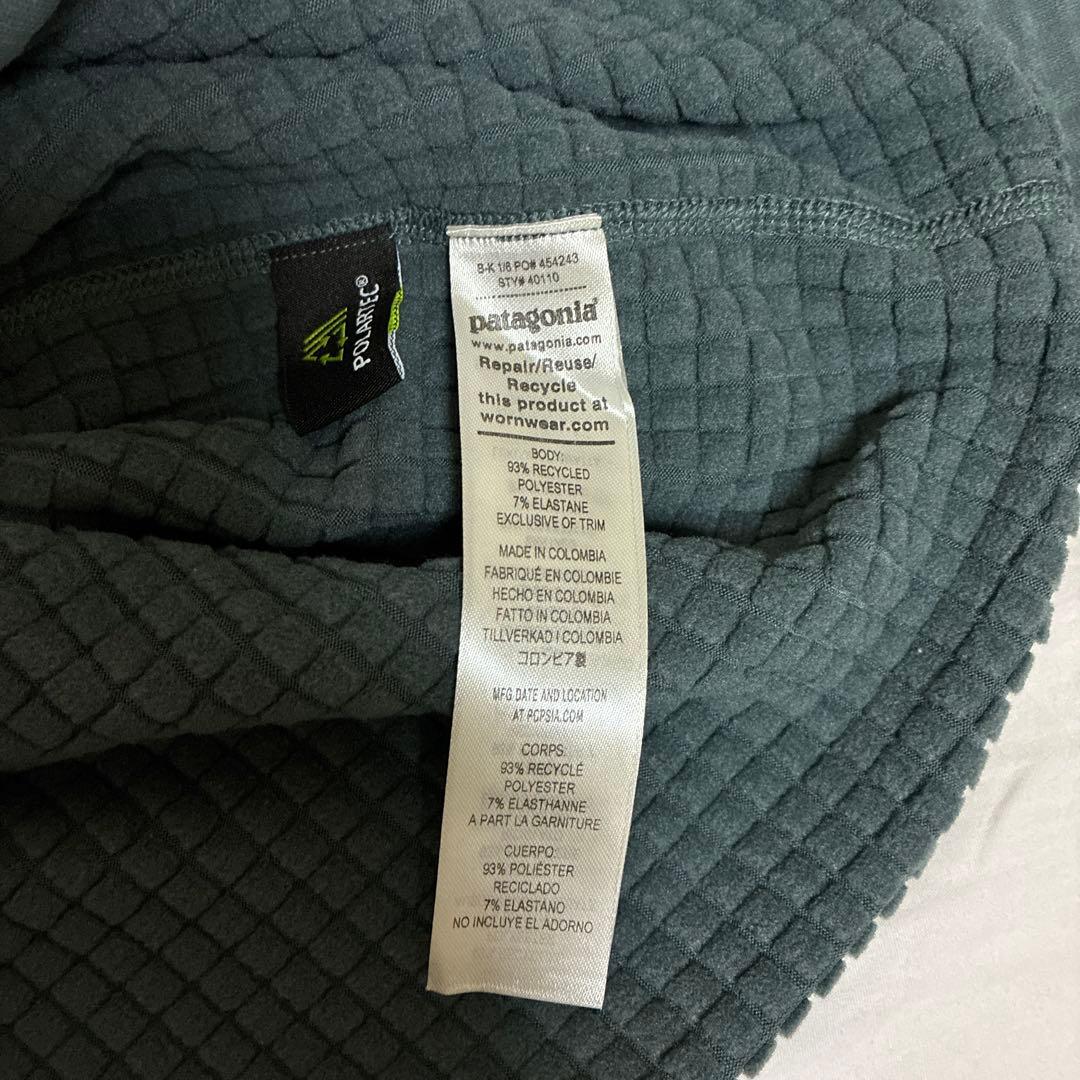 POLARTEC®
S-K 1/6 PO# 454243
STY# 40110
patagonia®
www.patagonia.com
Repair/Reuse/
Recycle
this product at
wornwear.com
BODY:
93% RECYCLED
POLYESTER
7% ELASTANE
EXCLUSIVE OF TRIM
MADE IN COLOMBIA
FABRIQUÉ EN COLOMBIE
HECHO EN COLOMBIA
FATTO IN COLOMBIA
TILLVERKAD I COLOMBIA
コロンビア製
MFG DATE AND LOCATION
AT PCPSIA.COM
CORPS:
93% RECYCLÉ
POLYESTER
7% ELASTHANNE
A PART LA GARNITURE
CUERPO:
93% POLIÉSTER
RECICLADO
7% ELASTANO
NO INCLUYE EL ADORNO